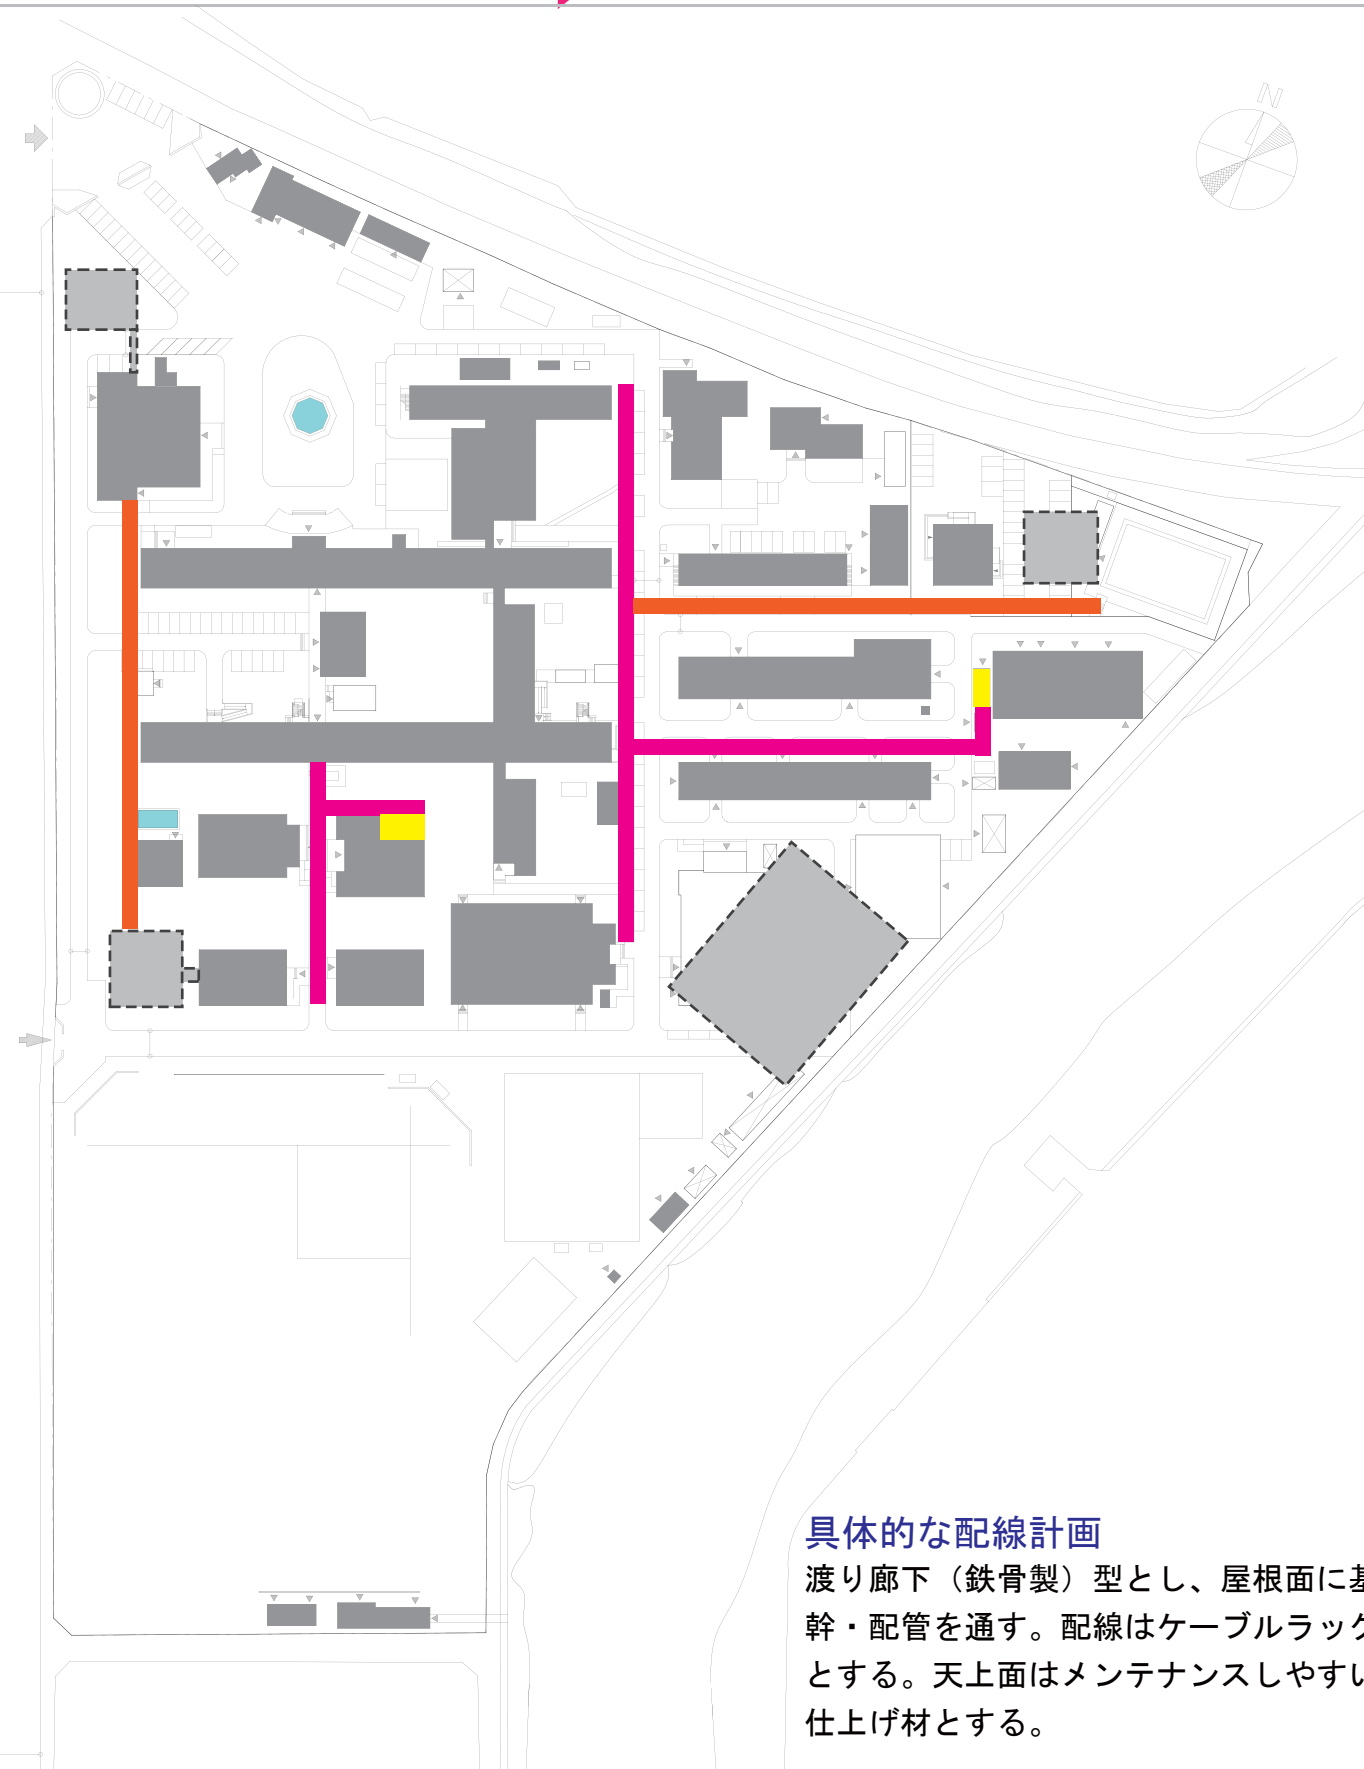 N
具体的な配線計画
渡り廊下（鉄骨製）型とし、屋根面に基
幹・配管を通す。配線はケーブルラック
とする。天上面はメンテナンスしやすい
仕上げ材とする。